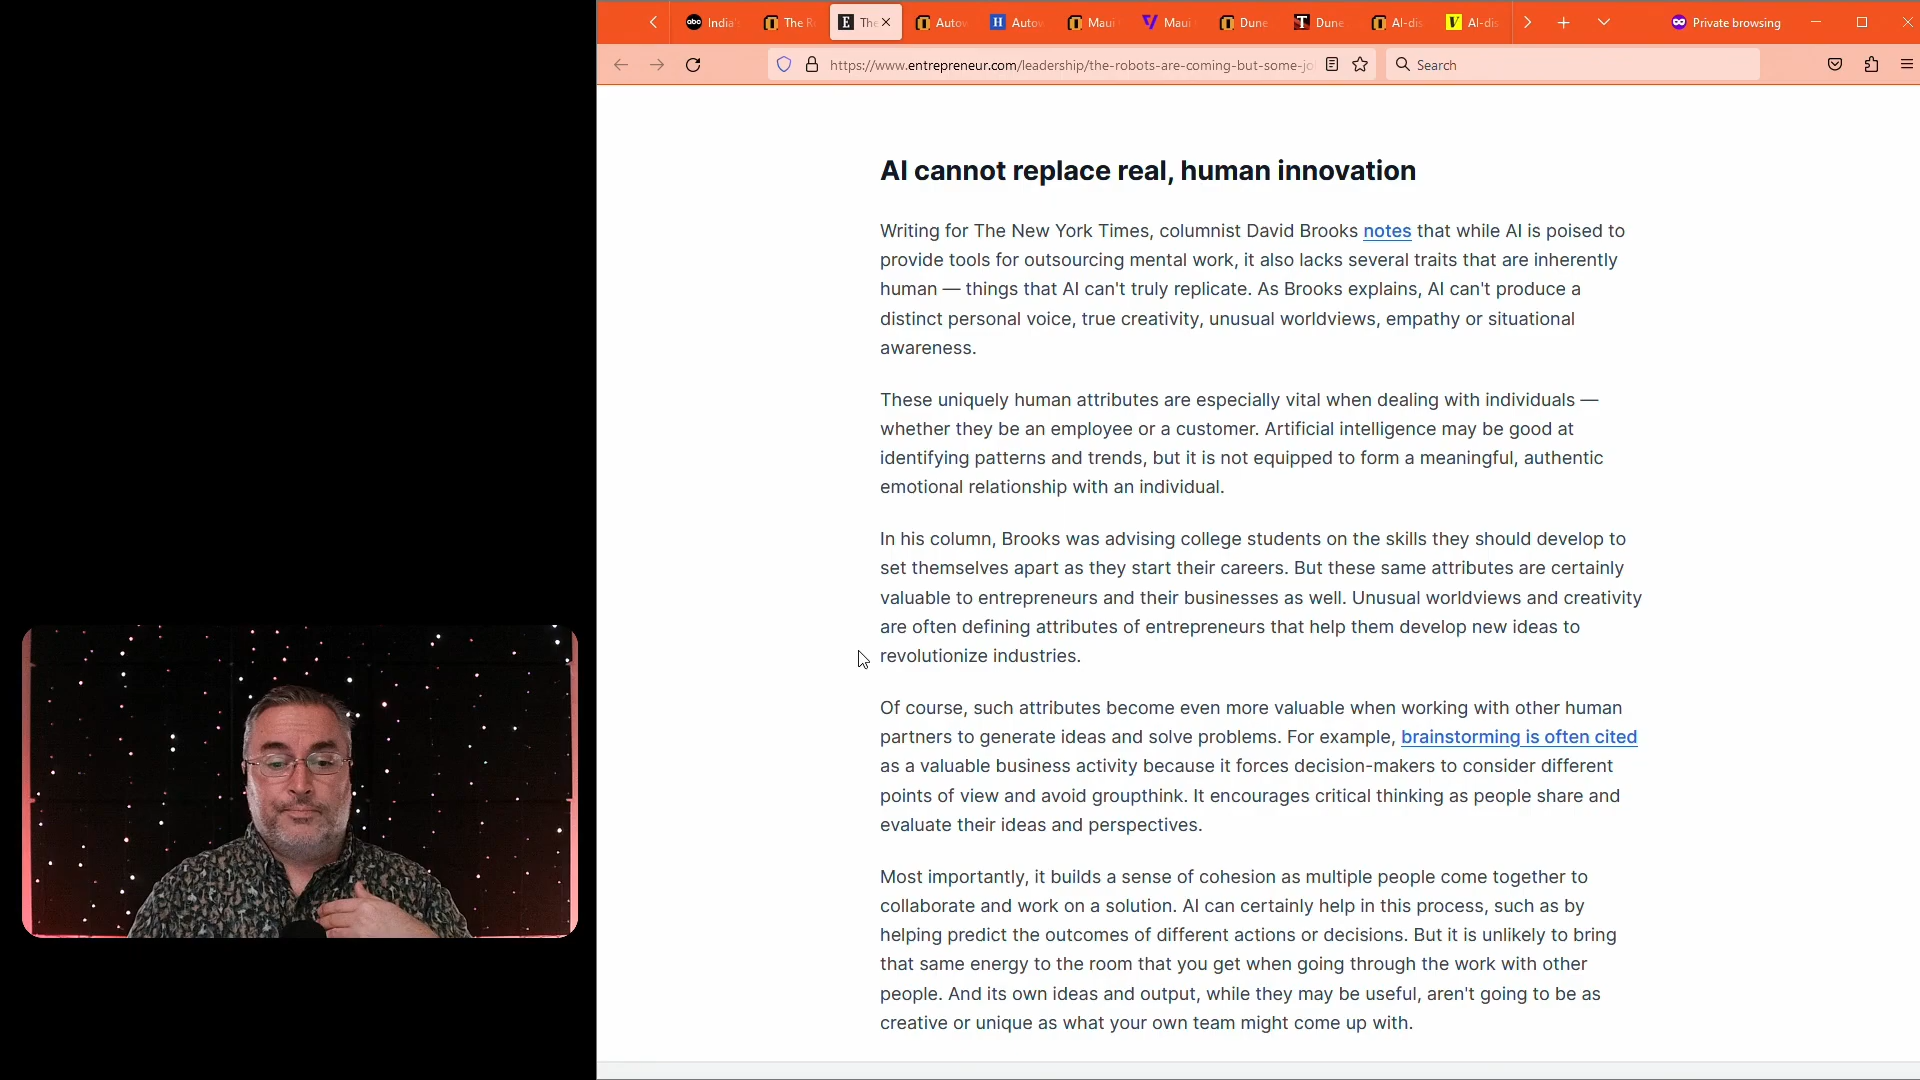 abc India's
The R
E The
Autow
H Autow
Maui
Maui
Dune
T Dune
AI-dis
V AI-dis
Private browsing
https://www.entrepreneur.com/leadership/the-robots-are-coming-but-some-jo
Search
AI cannot replace real, human innovation
Writing for The New York Times, columnist David Brooks notes that while AI is poised to
provide tools for outsourcing mental work, it also lacks several traits that are inherently
human — things that AI can't truly replicate. As Brooks explains, AI can't produce a
distinct personal voice, true creativity, unusual worldviews, empathy or situational
awareness.
These uniquely human attributes are especially vital when dealing with individuals —
whether they be an employee or a customer. Artificial intelligence may be good at
identifying patterns and trends, but it is not equipped to form a meaningful, authentic
emotional relationship with an individual.
In his column, Brooks was advising college students on the skills they should develop to
set themselves apart as they start their careers. But these same attributes are certainly
valuable to entrepreneurs and their businesses as well. Unusual worldviews and creativity
are often defining attributes of entrepreneurs that help them develop new ideas to
revolutionize industries.
Of course, such attributes become even more valuable when working with other human
partners to generate ideas and solve problems. For example, brainstorming is often cited
as a valuable business activity because it forces decision-makers to consider different
points of view and avoid groupthink. It encourages critical thinking as people share and
evaluate their ideas and perspectives.
Most importantly, it builds a sense of cohesion as multiple people come together to
collaborate and work on a solution. AI can certainly help in this process, such as by
helping predict the outcomes of different actions or decisions. But it is unlikely to bring
that same energy to the room that you get when going through the work with other
people. And its own ideas and output, while they may be useful, aren't going to be as
creative or unique as what your own team might come up with.